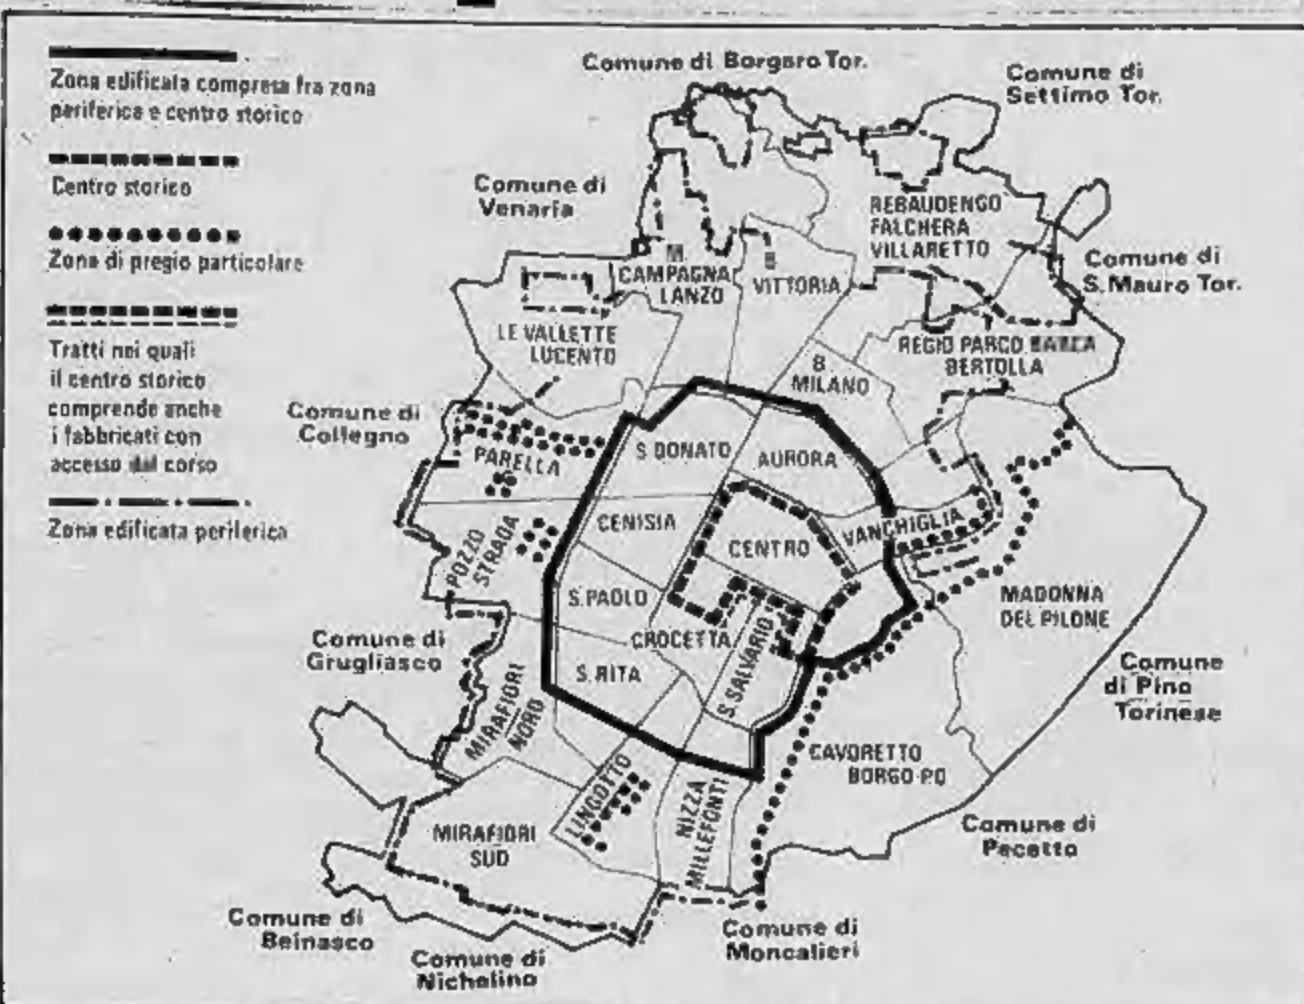 Zona edificata compresa fra zona
periferica e centro storico
Centro storico
Zona di pregio particolare
Tratti nei quali
il centro storico
comprende anche
i fabbricati con
accesso dal corso
Zona edificata periferica
Comune di Borgaro Tor.
Comune di
Settimo Tor.
Comune di
Venaria
REBAUDENGO
FALCHERA
VILLARETTO
Comune di
S. Mauro Tor.
M.
CAMPAGNA
LANZO
B.
VITTORIA
LE VALLETTE
LUCENTO
REGIO PARCO BARCA
BERTOLLA
B.
MILANO
Comune di
Collegno
PARELLA
S. DONATO
AURORA
POZZO
STRADA
CENISIA
CENTRO
VANCHIGLIA
S. PAOLO
CROCETTA
S. SALVARIO
MADONNA
DEL PILONE
Comune di
Grugliasco
S. RITA
MIRAFIORI
NORD
Comune
di Pino
Torinese
CAVORETTO
BORGO PO
LINGOTTO
NIZZA
MILLEFONTI
MIRAFIORI
SUD
Comune di
Pecetto
Comune di
Beinasco
Comune di
Nichelino
Comune di
Moncalieri